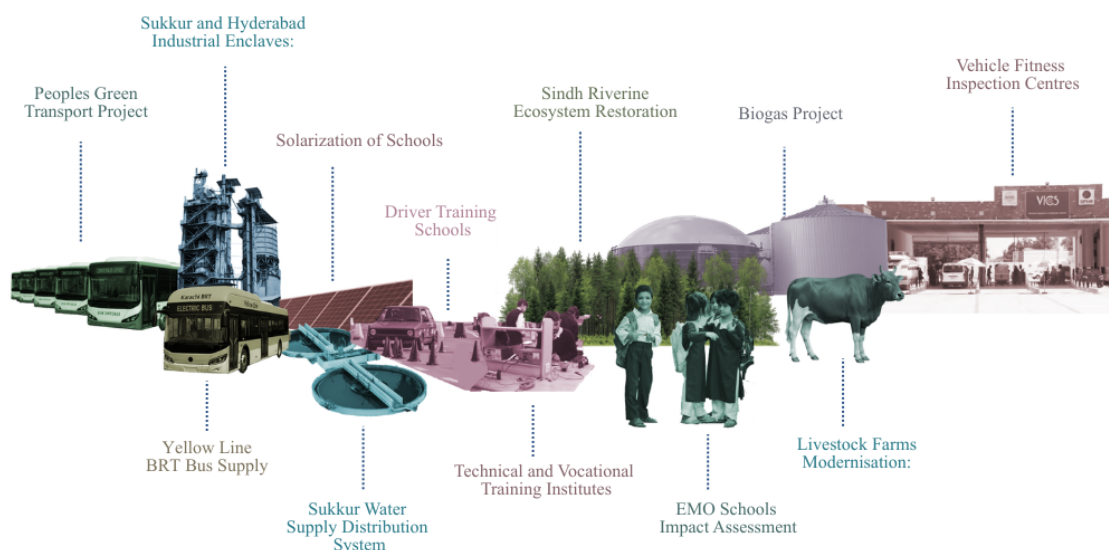 Sukkur and Hyderabad
Industrial Enclaves:
Peoples Green
Transport Project
Solarization of Schools
Driver Training
Schools
Sindh Riverine
Ecosystem Restoration
Biogas Project
Vehicle Fitness
Inspection Centres
VICS
Karachi BRT
ELECTRIC BUS
Yellow Line
BRT Bus Supply
Sukkur Water
Supply Distribution
System
Technical and Vocational
Training Institutes
EMO Schools
Impact Assessment
Livestock Farms
Modernisation: